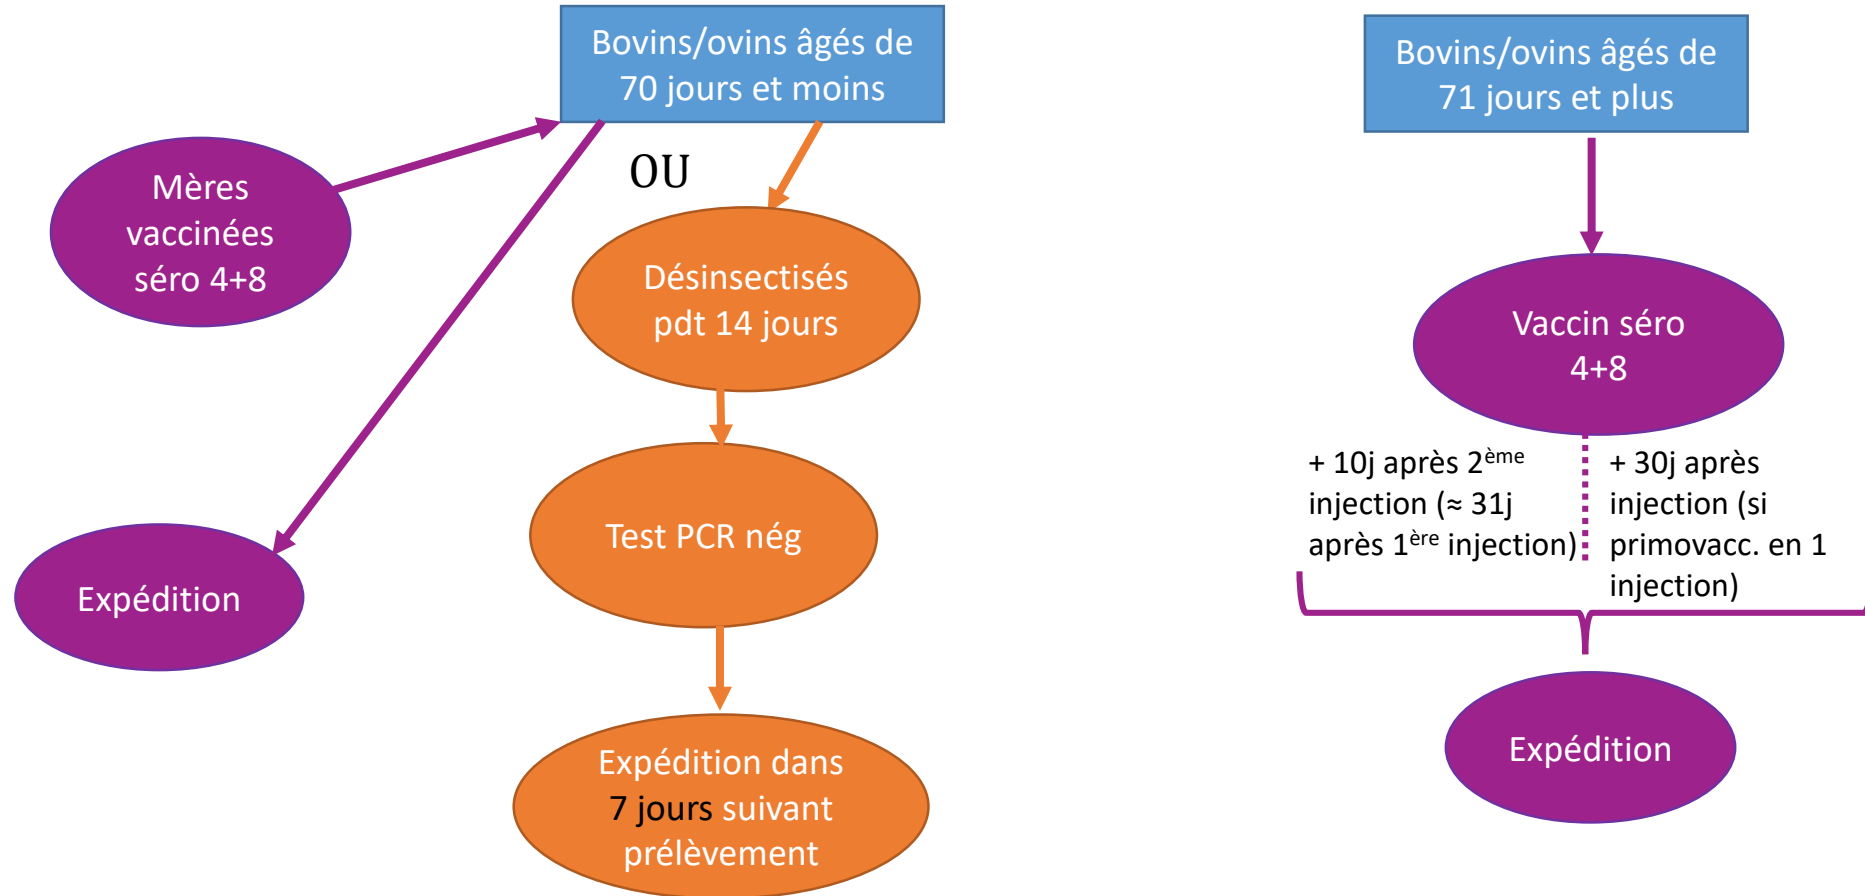 Bovins/ovins âgés de
70 jours et moins
OU
Mères
vaccinées
séro 4+8
Désinsectisés
pdt 14 jours
Test PCR nég
Expédition
Expédition dans
7 jours suivant
prélèvement
Bovins/ovins âgés de
71 jours et plus
Vaccin séro
4+8
+ 10j après 2ème
injection (≈ 31j
après 1ère injection)
+ 30j après
injection (si
primovacc. en 1
injection)
Expédition